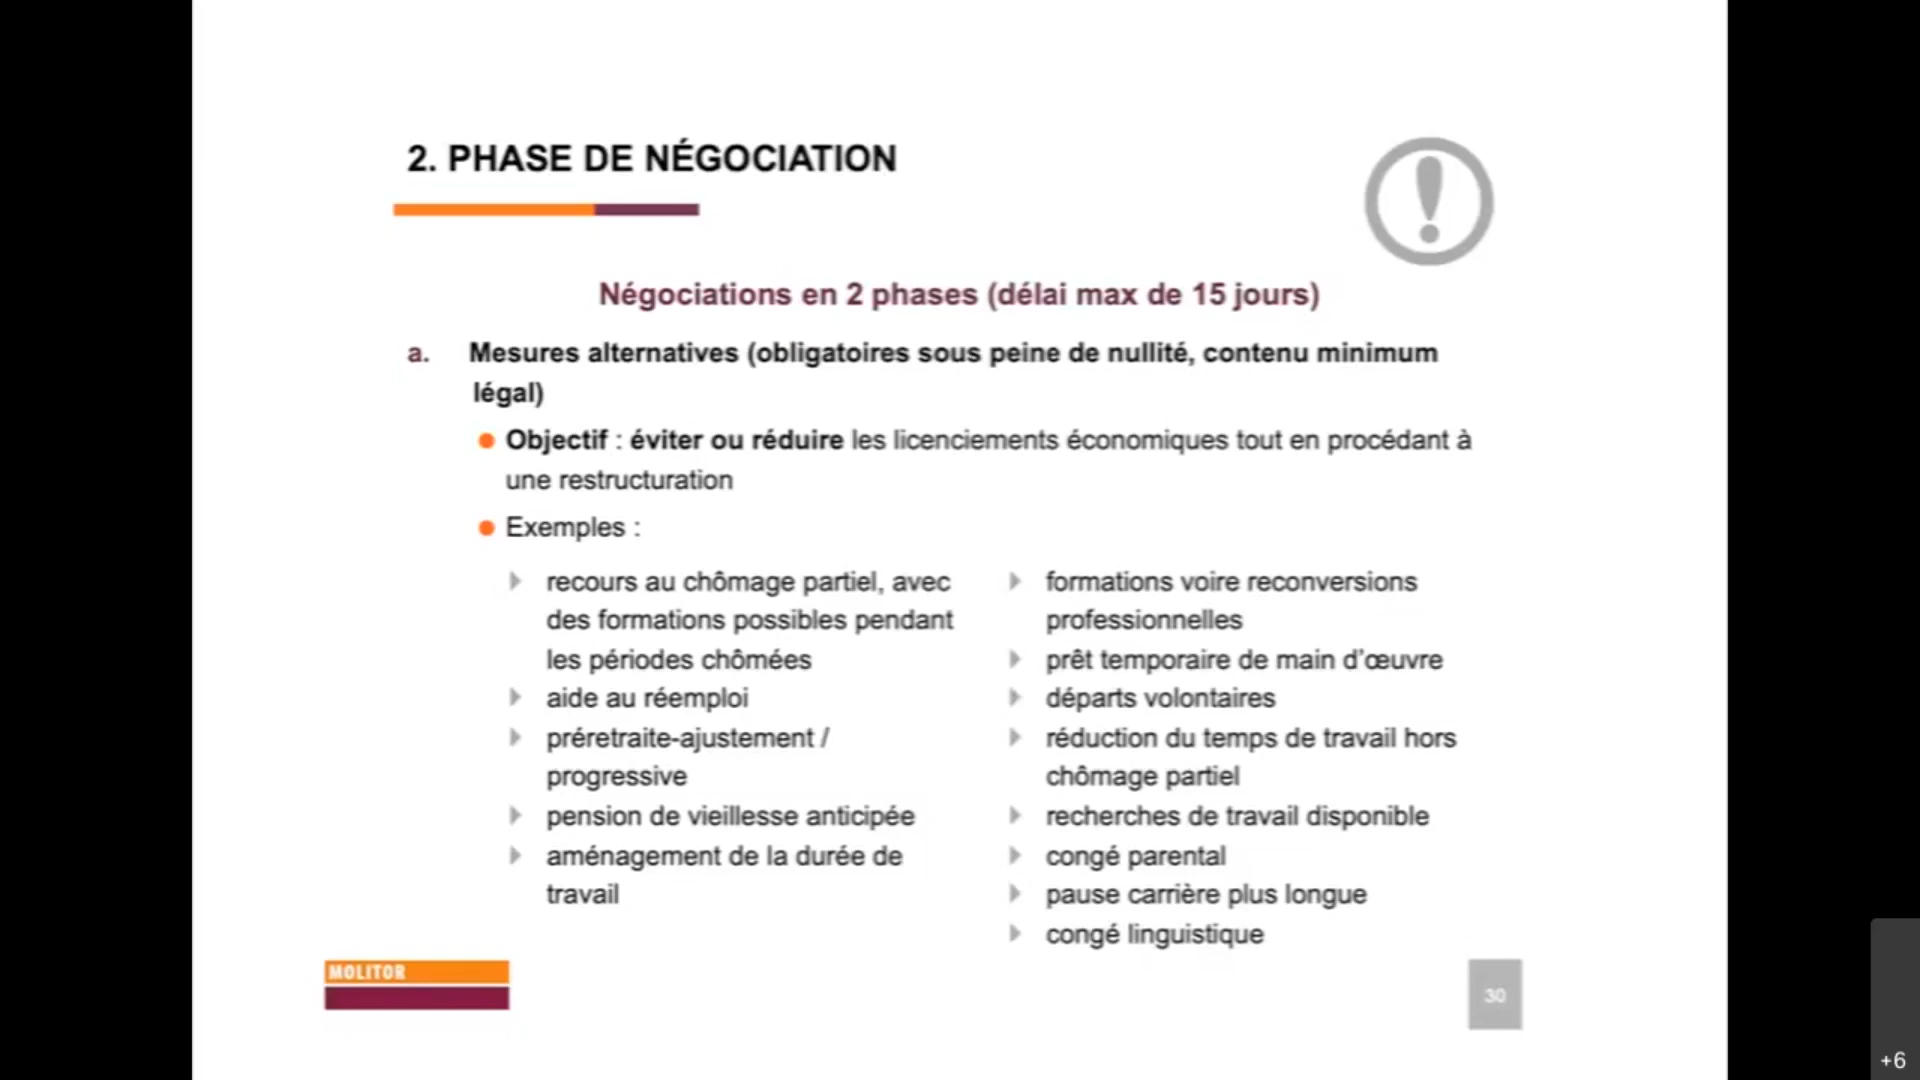 2. PHASE DE NÉGOCIATION
Négociations en 2 phases (délai max de 15 jours)
a. Mesures alternatives (obligatoires sous peine de nullité, contenu minimum
légal)
Objectif : éviter ou réduire les licenciements économiques tout en procédant à
une restructuration
Exemples :
recours au chômage partiel, avec
des formations possibles pendant
les périodes chômées
aide au réemploi
préretraite-ajustement /
progressive
pension de vieillesse anticipée
aménagement de la durée de
travail
formations voire reconversions
professionnelles
prêt temporaire de main d'œuvre
départs volontaires
réduction du temps de travail hors
chômage partiel
recherches de travail disponible
congé parental
pause carrière plus longue
congé linguistique
MOLITOR
30
+6